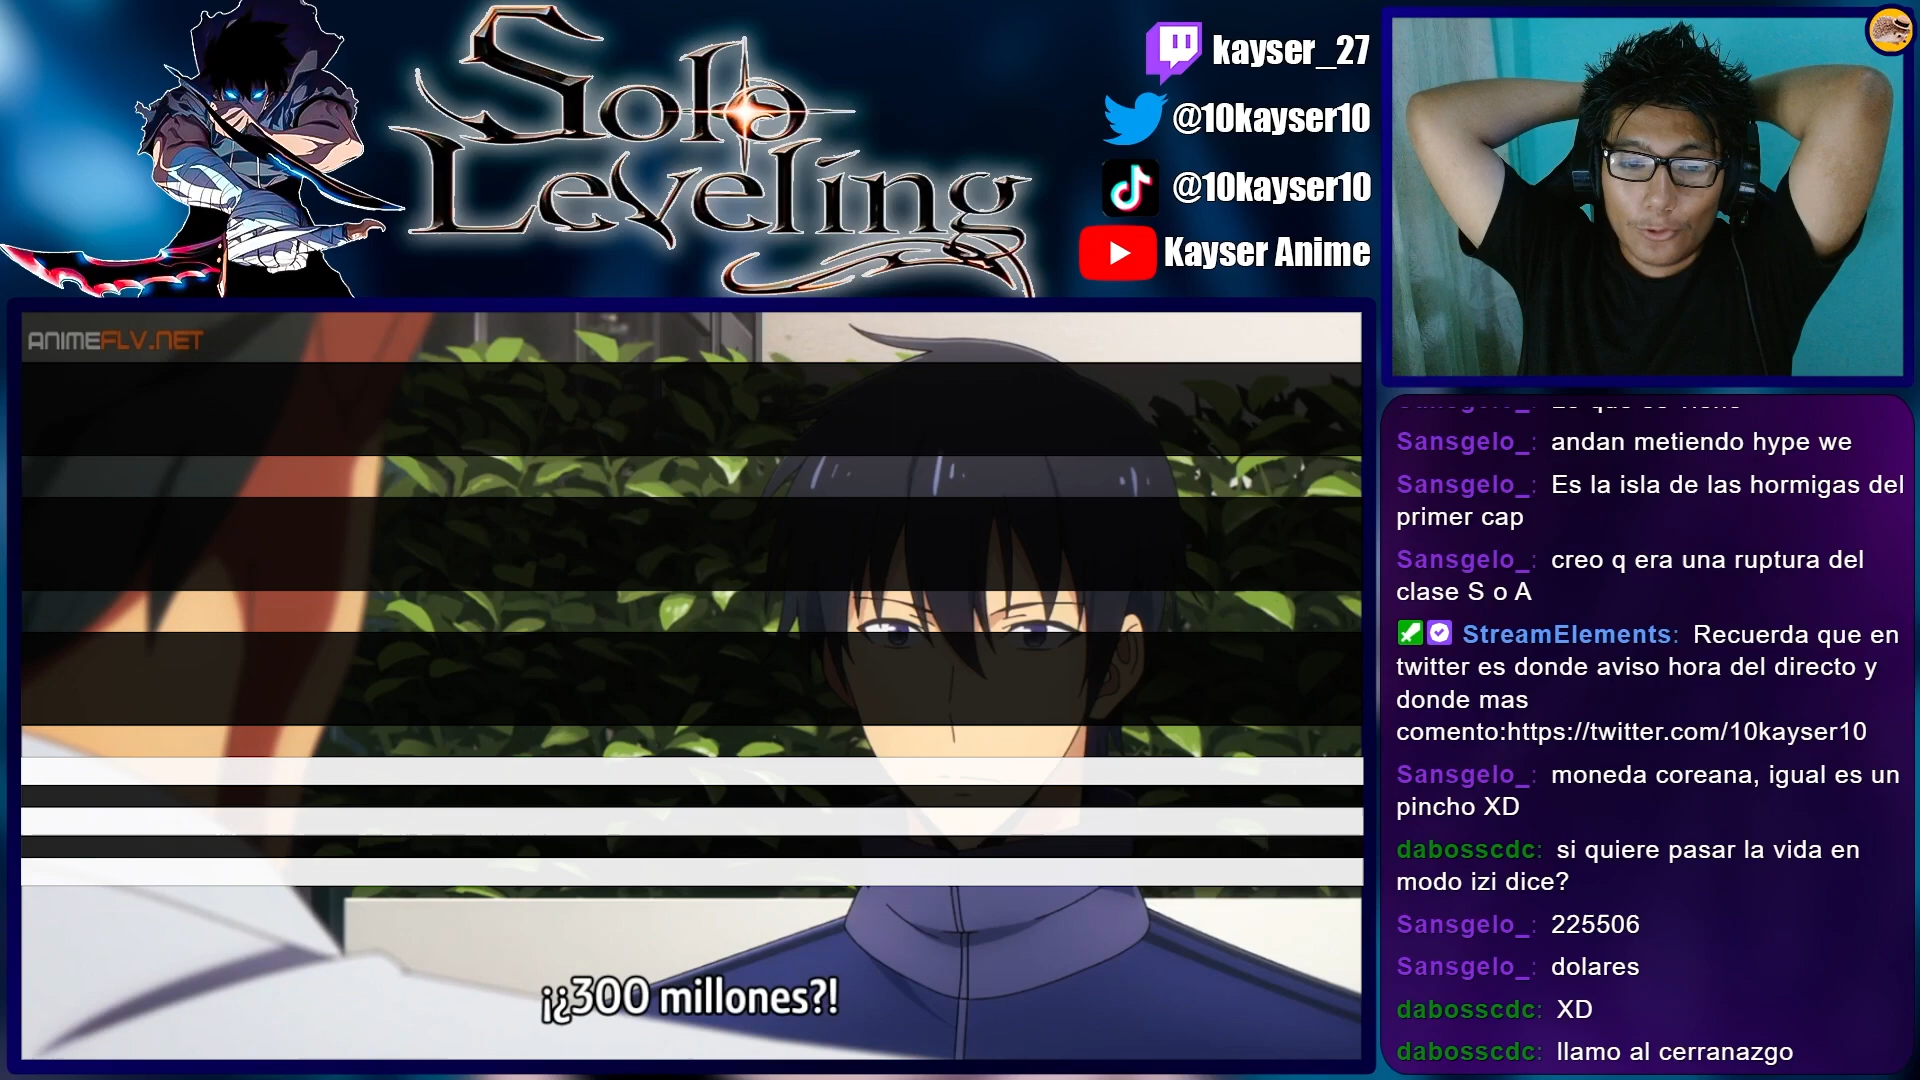 Solo
Leveling
kayser_27
@10kayser10
@10kayser10
Kayser Anime
ANIMEFLV.NET
¡¿300 millones?!
Sansgelo_: andan metiendo hype we
Sansgelo_: Es la isla de las hormigas del
primer cap
Sansgelo_: creo q era una ruptura del
clase S o A
StreamElements: Recuerda que en
twitter es donde aviso hora del directo y
donde mas
comento:https://twitter.com/10kayser10
Sansgelo_: moneda coreana, igual es un
pincho XD
dabosscdc: si quiere pasar la vida en
modo izi dice?
Sansgelo_: 225506
Sansgelo_: dolares
dabosscdc: XD
dabosscdc: llamo al cerranazgo